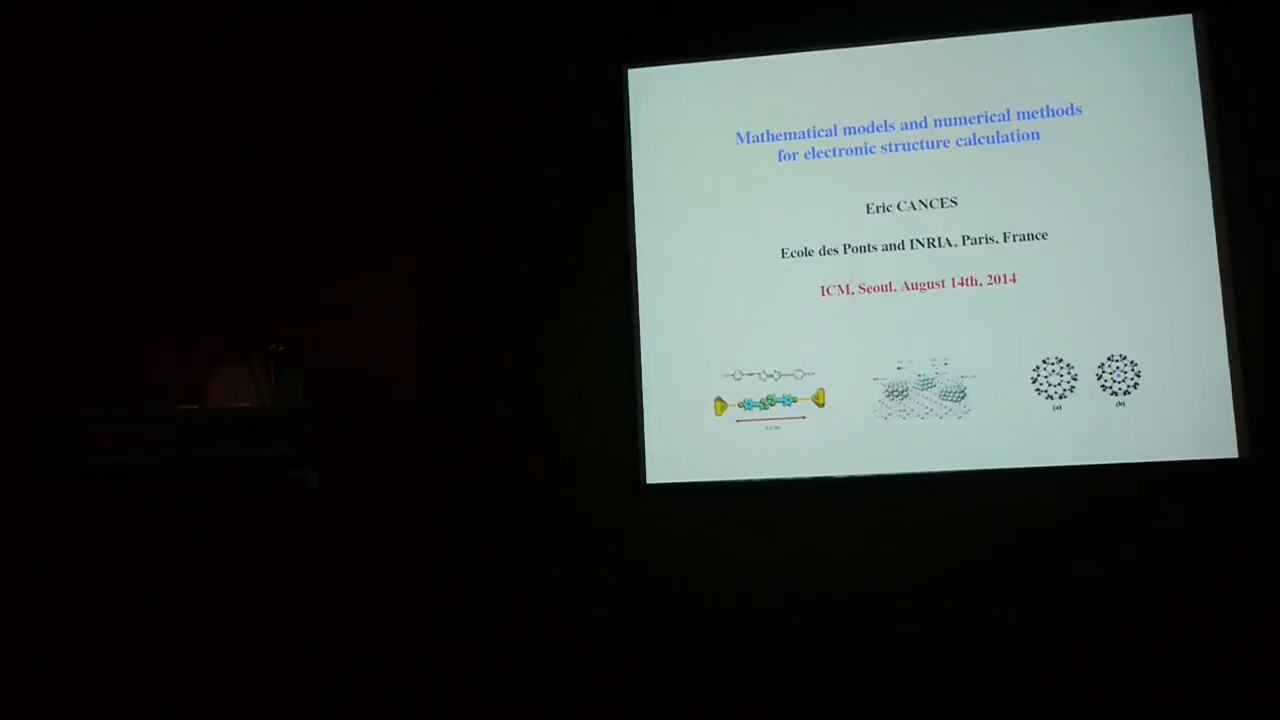 Mathematical models and numerical methods
for electronic structure calculation
Eric CANCES
Ecole des Ponts and INRIA, Paris, France
ICM, Seoul, August 14th, 2014
(a)
(b)